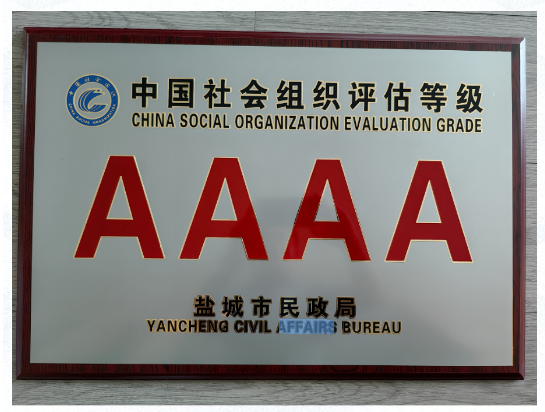 中国社会组织评估等级
CHINA SOCIAL ORGANIZATION EVALUATION GRADE
AAAA
盐城市民政局
YANCHENG CIVIL AFFAIRS BUREAU